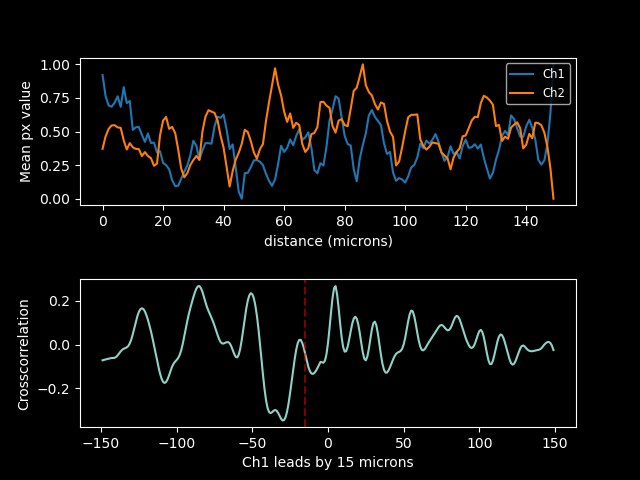 1.00
0.75
0.50
0.25
0.00
Mean px value
Ch1
Ch2
0 20 40 60 80 100 120 140
distance (microns)
0.2
0.0
−0.2
Crosscorrelation
−150 −100 −50 0 50 100 150
Ch1 leads by 15 microns